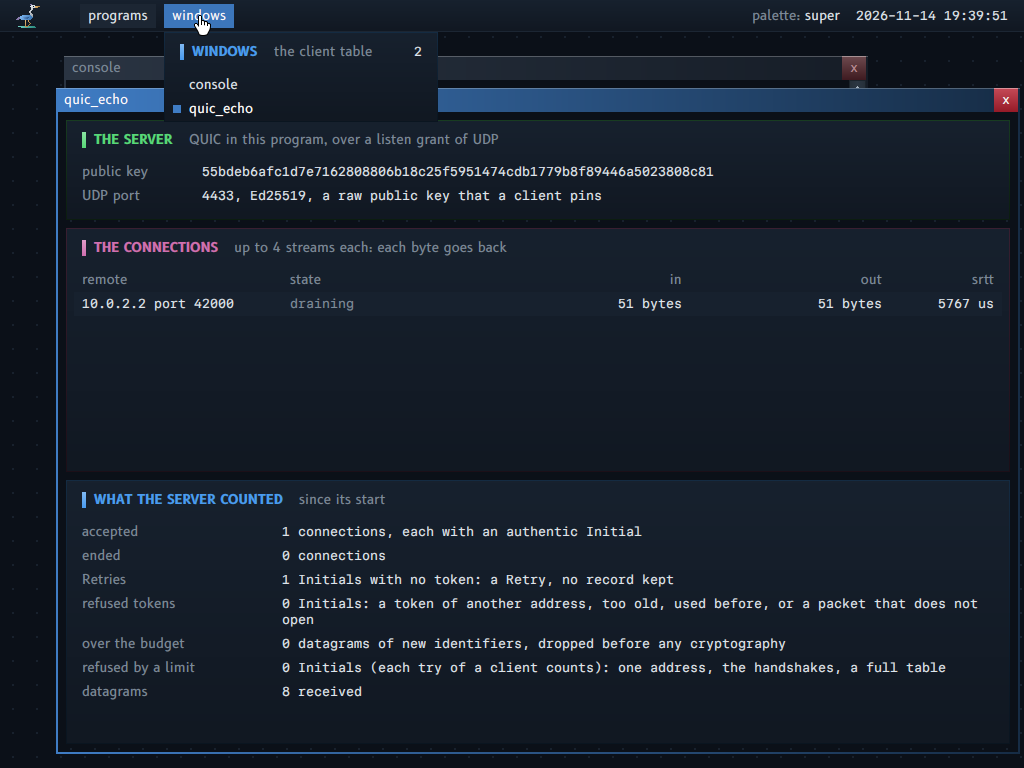 programs windows palette: super 2026-11-14 19:39:51
WINDOWS the client table 2
console x
console
quic_echo
quic_echo x
THE SERVER QUIC in this program, over a listen grant of UDP
public key 55bdeb6afc1d7e7162808806b18c25f5951474cdb1779b8f89446a5023808c81
UDP port 4433, Ed25519, a raw public key that a client pins
THE CONNECTIONS up to 4 streams each: each byte goes back
remote state in out srtt
10.0.2.2 port 42000 draining 51 bytes 51 bytes 5767 us
WHAT THE SERVER COUNTED since its start
accepted 1 connections, each with an authentic Initial
ended 0 connections
Retries 1 Initials with no token: a Retry, no record kept
refused tokens 0 Initials: a token of another address, too old, used before, or a packet that does not
open
over the budget 0 datagrams of new identifiers, dropped before any cryptography
refused by a limit 0 Initials (each try of a client counts): one address, the handshakes, a full table
datagrams 8 received